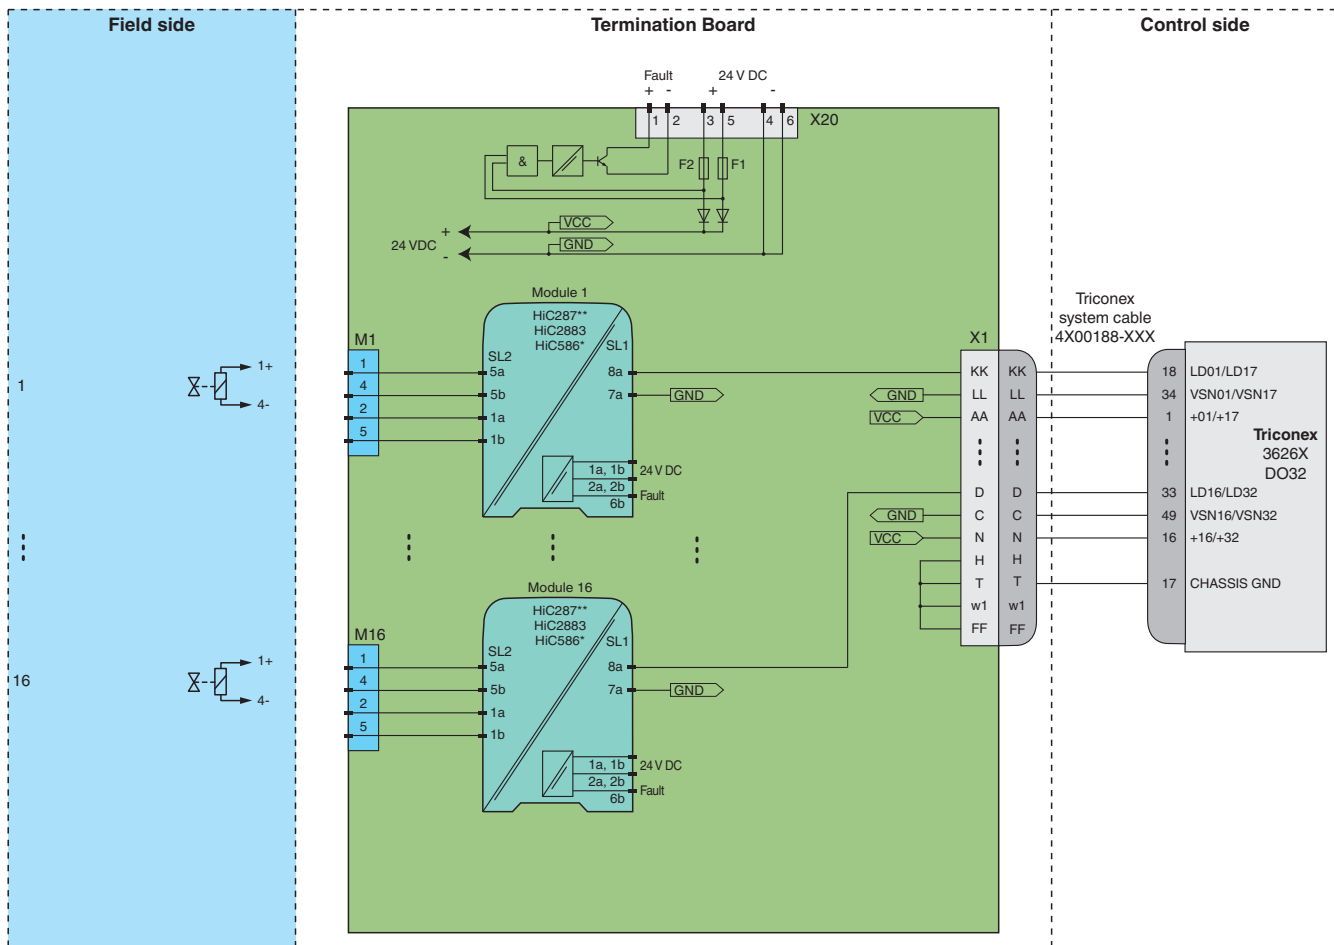 Field side
Termination Board
Control side
Fault
24 V DC
+ - + -
1 2 3 5 4 6 X20
& F2 F1
VCC
+
24 VDC
GND
-
Module 1
HiC287**
HiC2883
HiC586*
SL2
SL1
M1
1 5a
4 5b
2 1a
5 1b
8a
7a GND
1a, 1b 24 V DC
2a, 2b
Fault
6b
1
1+
4-
Triconex
system cable
4X00188-XXX
X1
KK KK 18 LD01/LD17
GND LL LL 34 VSN01/VSN17
VCC AA AA 1 +01/+17
Triconex
3626X
DO32
D D 33 LD16/LD32
GND C C 49 VSN16/VSN32
VCC N N 16 +16/+32
H H
T T 17 CHASSIS GND
w1 w1
FF FF
Module 16
HiC287**
HiC2883
HiC586*
SL2
SL1
M16
1 5a
4 5b
2 1a
5 1b
8a
7a GND
1a, 1b 24 V DC
2a, 2b
Fault
6b
16
1+
4-